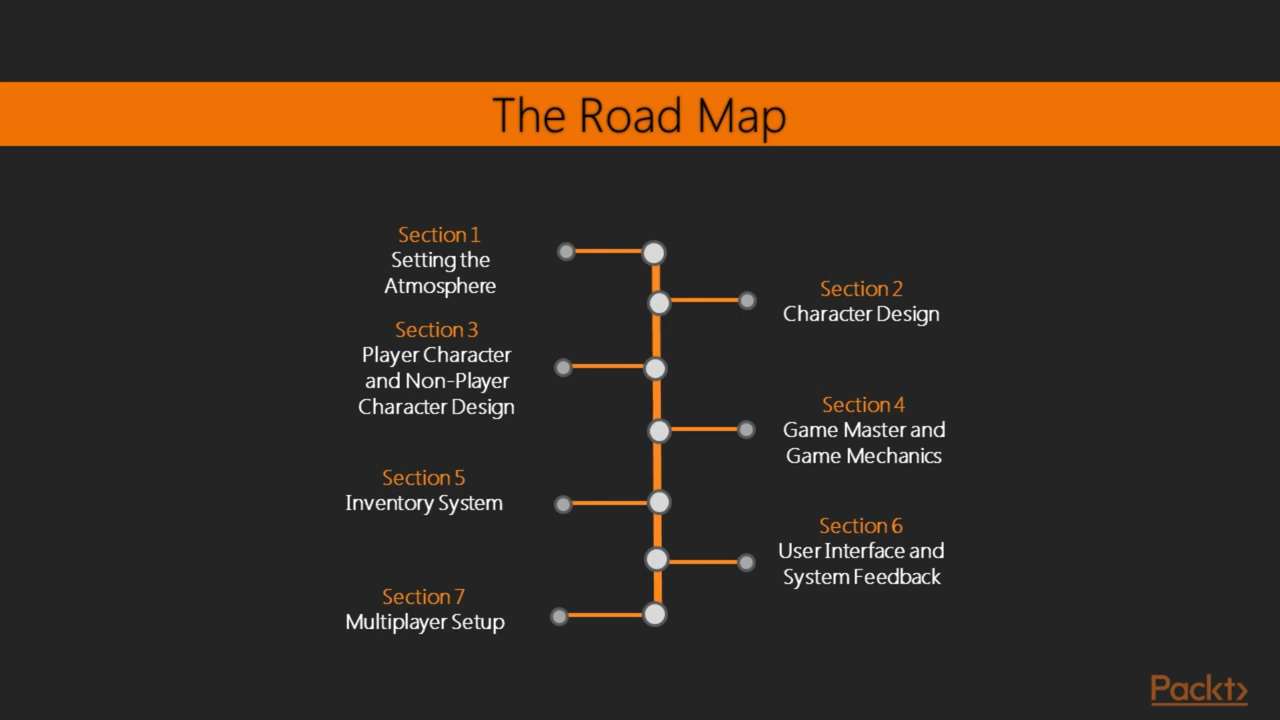 The Road Map
Section 1
Setting the
Atmosphere
Section 2
Character Design
Section 3
Player Character
and Non-Player
Character Design
Section 4
Game Master and
Game Mechanics
Section 5
Inventory System
Section 6
User Interface and
System Feedback
Section 7
Multiplayer Setup
Packt>